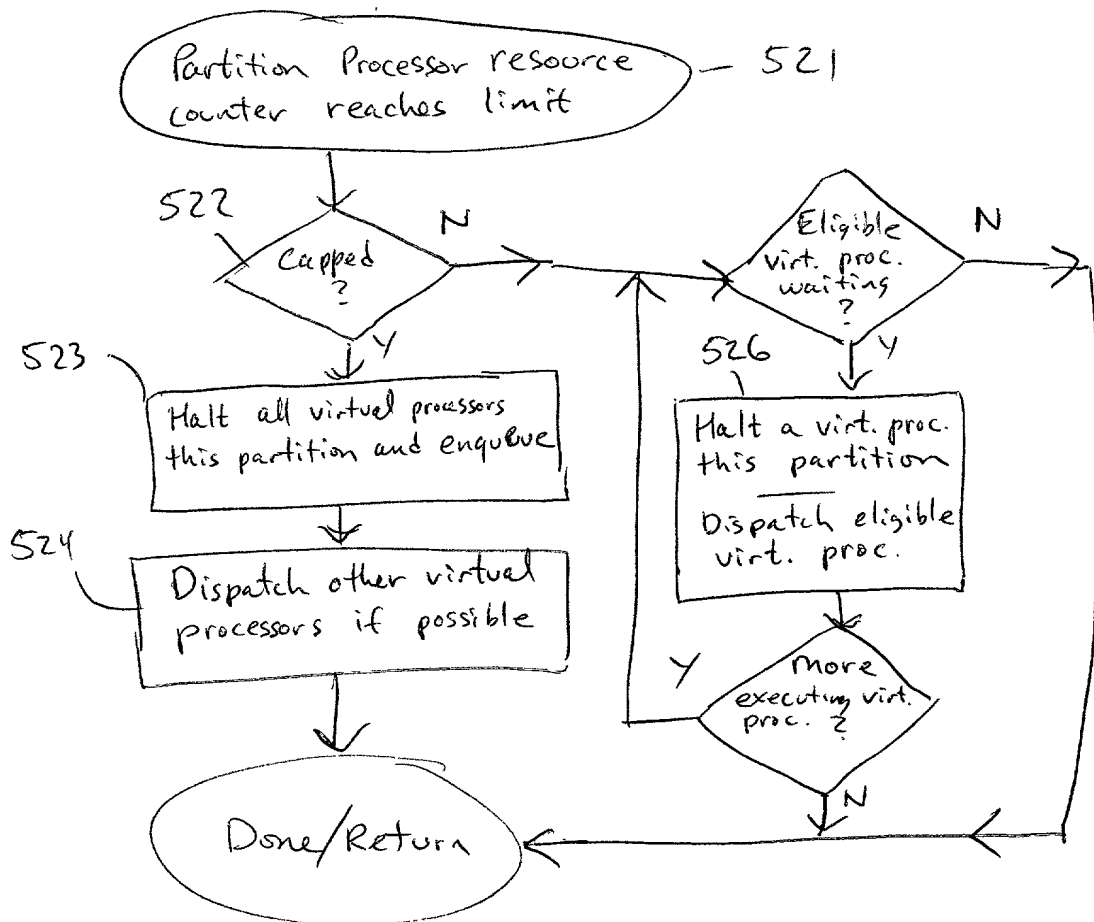 Partition Processor resource
counter reaches limit
521
522
Capped
?
N
Y
523
Halt all virtual processors
this partition and enqueue
524
Dispatch other virtual
processors if possible
Done/Return
Eligible
virt. proc.
waiting
?
N
Y
526
Halt a virt. proc.
this partition
Dispatch eligible
virt. proc.
More
executing virt.
proc. ?
Y
N